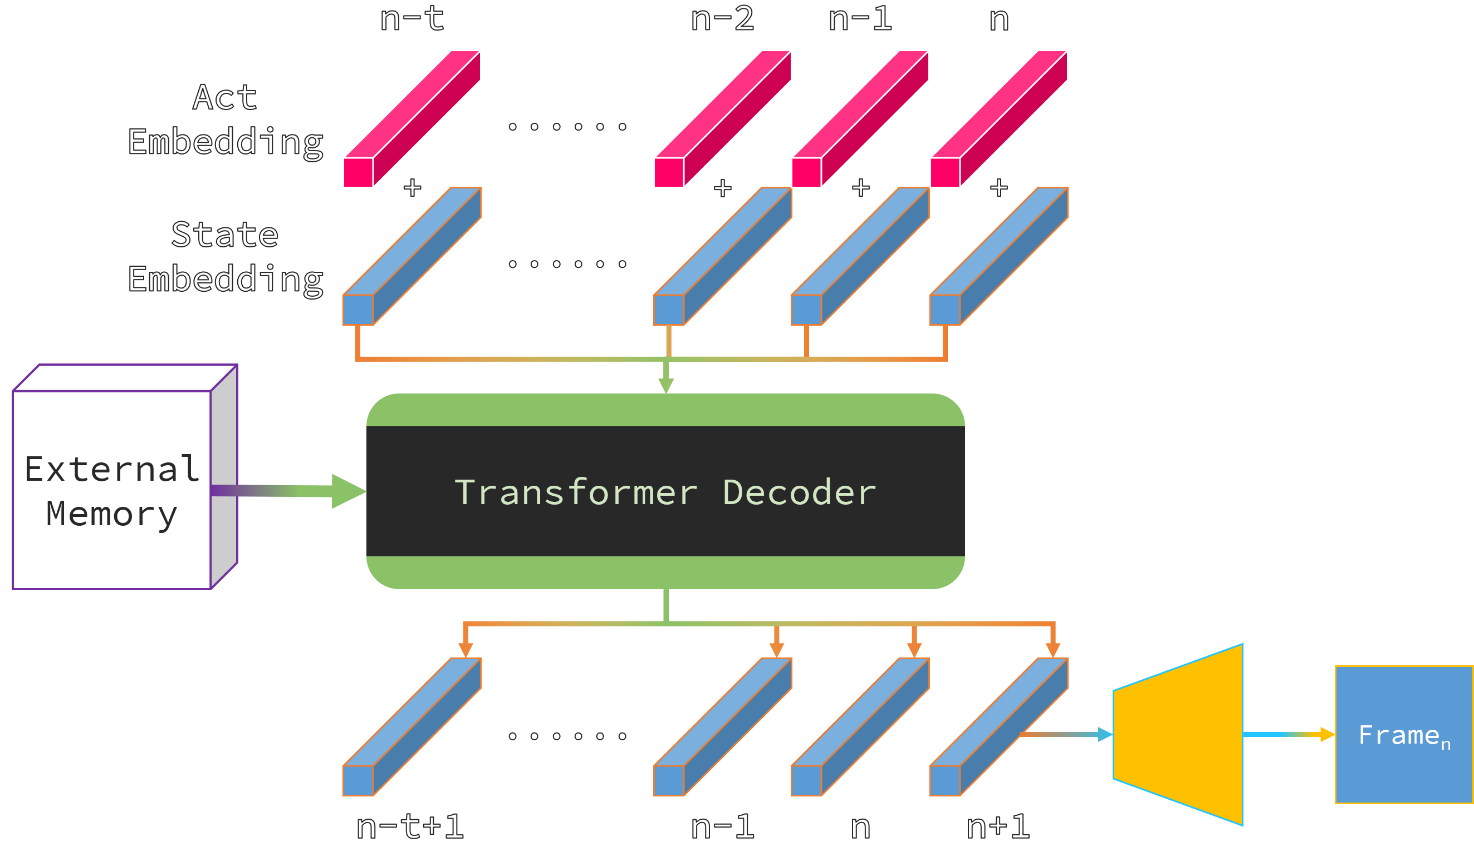 n-t n-2 n-1 n
Act
Embedding
+ + + +
State
Embedding
External
Memory
Transformer Decoder
Frameₙ
n-t+1 n-1 n n+1